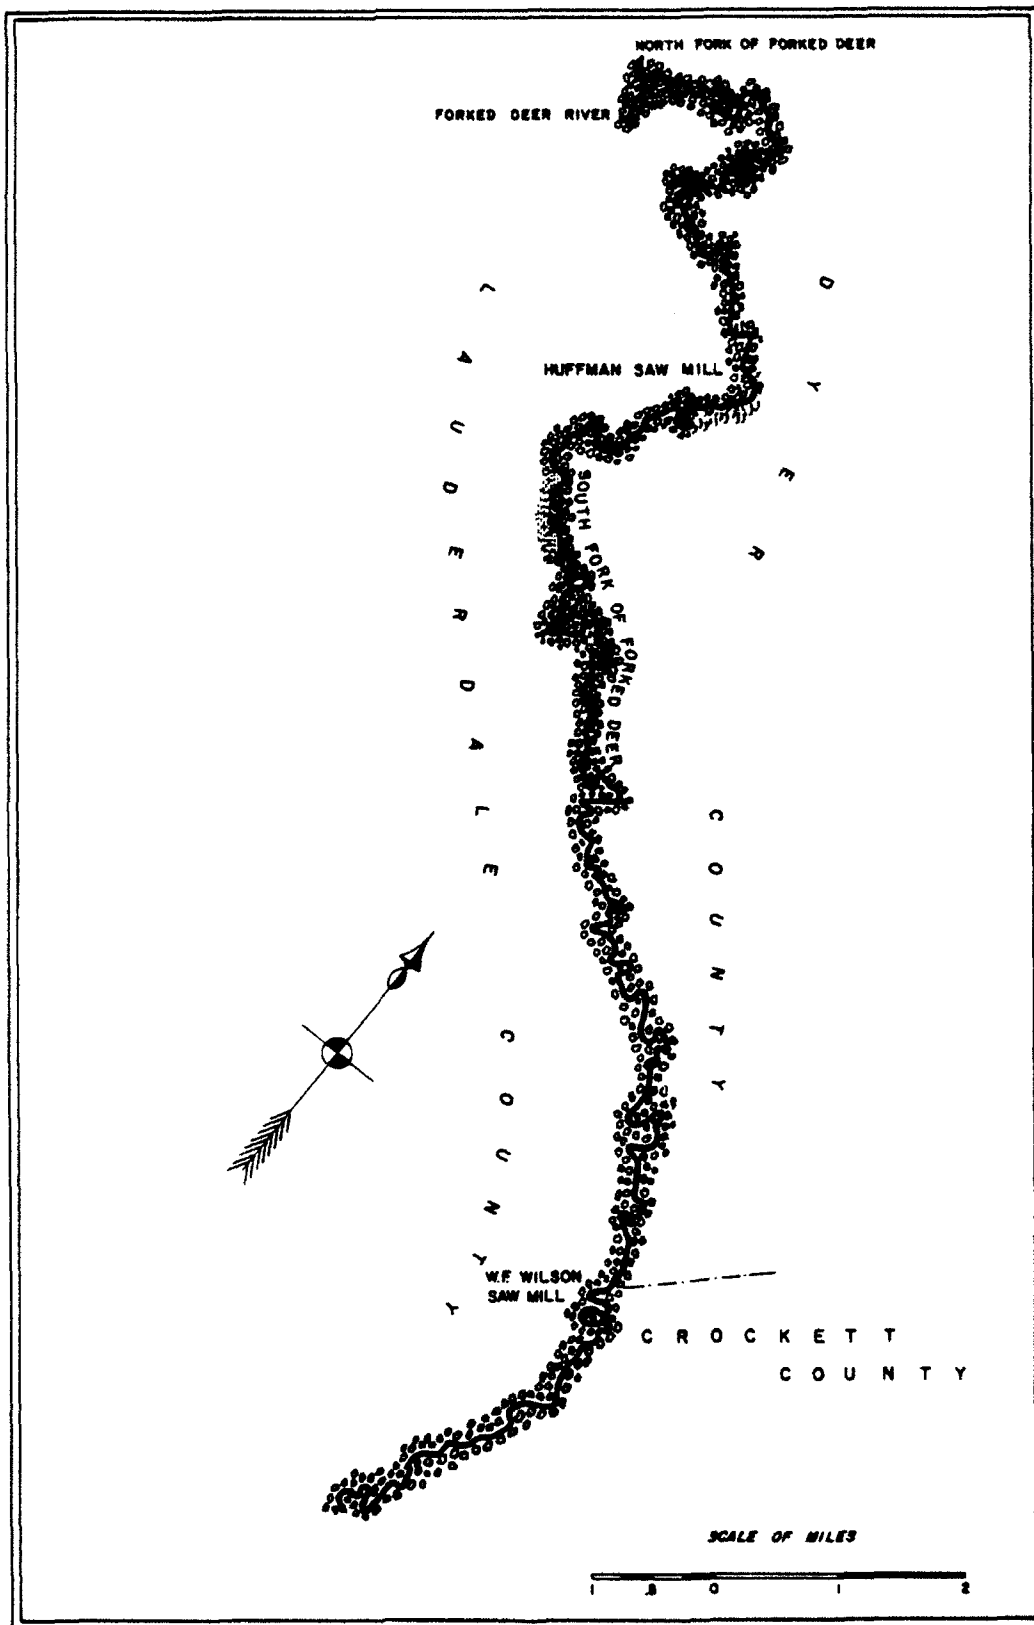 NORTH FORK OF FORKED DEER
FORKED DEER RIVER
LAUDERDALE COUNTY
DYER COUNTY
HUFFMAN SAW MILL
SOUTH FORK OF FORKED DEER
W.F. WILSON
SAW MILL
CROCKETT
COUNTY
SCALE OF MILES
1 .5 0 1 2